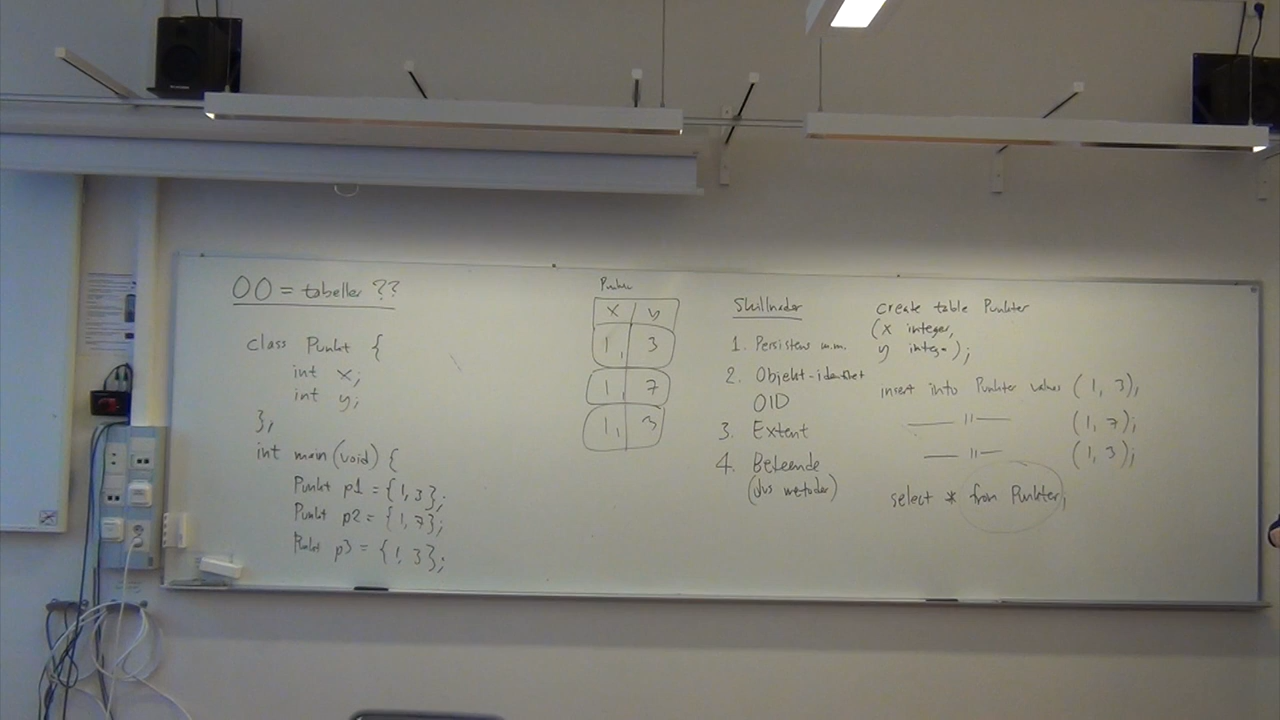 OO = tabeller ??
class Punkt {
int x;
int y;
};
int main(void) {
Punkt p1 = {1, 3};
Punkt p2 = {1, 7};
Punkt p3 = {1, 3};
Punkter
x y
1, 3
1 7
1, 3
Skillnader
1. Persistens m.m.
2. Objekt-identitet
OID
3. Extent
4. Beteende
(dvs metoder)
create table Punkter
(x integer,
y integer);
insert into Punkter values (1, 3);
—— 11 —— (1, 7);
—— 11 —— (1, 3);
select * from Punkter;